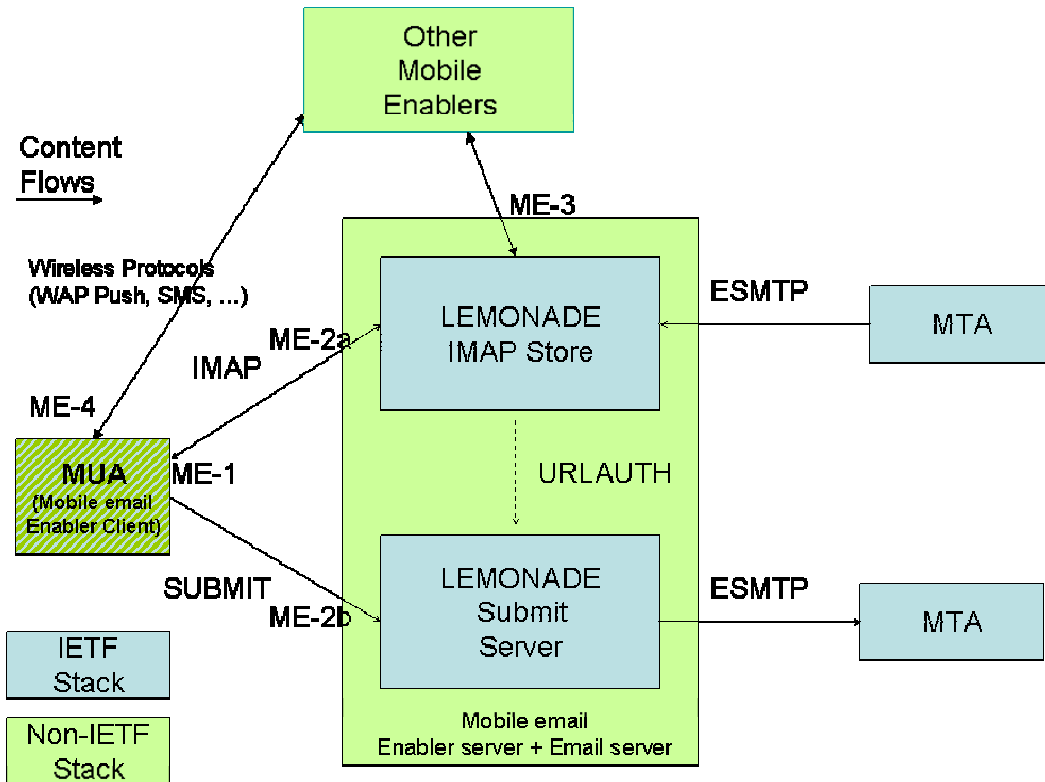 Other
Mobile
Enablers
Content
Flows
ME-3
Wireless Protocols
(WAP Push, SMS, ...)
ESMTP
LEMONADE
IMAP Store
MTA
ME-2a
IMAP
ME-4
MUA
(Mobile email
Enabler Client)
ME-1
URLAUTH
SUBMIT
ME-2b
LEMONADE
Submit
Server
ESMTP
MTA
IETF
Stack
Mobile email
Enabler server + Email server
Non-IETF
Stack